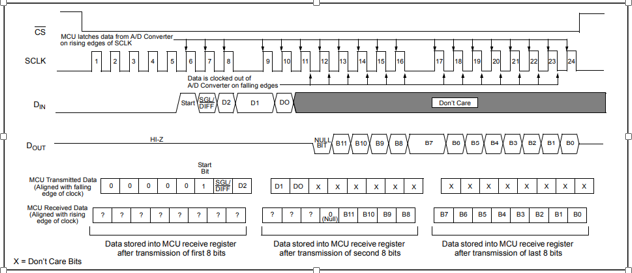 CS
MCU latches data from A/D Converter
on rising edges of SCLK
SCLK
1 2 3 4 5 6 7 8 9 10 11 12 13 14 15 16 17 18 19 20 21 22 23 24
Data is clocked out of
A/D Converter on falling edges
DIN Start SGL/DIFF D2 D1 DO Don't Care
HI-Z
DOUT NULL BIT B11 B10 B9 B8 B7 B6 B5 B4 B3 B2 B1 B0
Start
Bit
MCU Transmitted Data
(Aligned with falling
edge of clock)
0 0 0 0 0 1 SGL/DIFF D2 D1 DO X X X X X X X X X X X X X X
MCU Received Data
(Aligned with rising
edge of clock)
? ? ? ? ? ? ? ? ? ? ? 0 (Null) B11 B10 B9 B8 B7 B6 B5 B4 B3 B2 B1 B0
Data stored into MCU receive register
after transmission of first 8 bits
Data stored into MCU receive register
after transmission of second 8 bits
Data stored into MCU receive register
after transmission of last 8 bits
X = Don't Care Bits